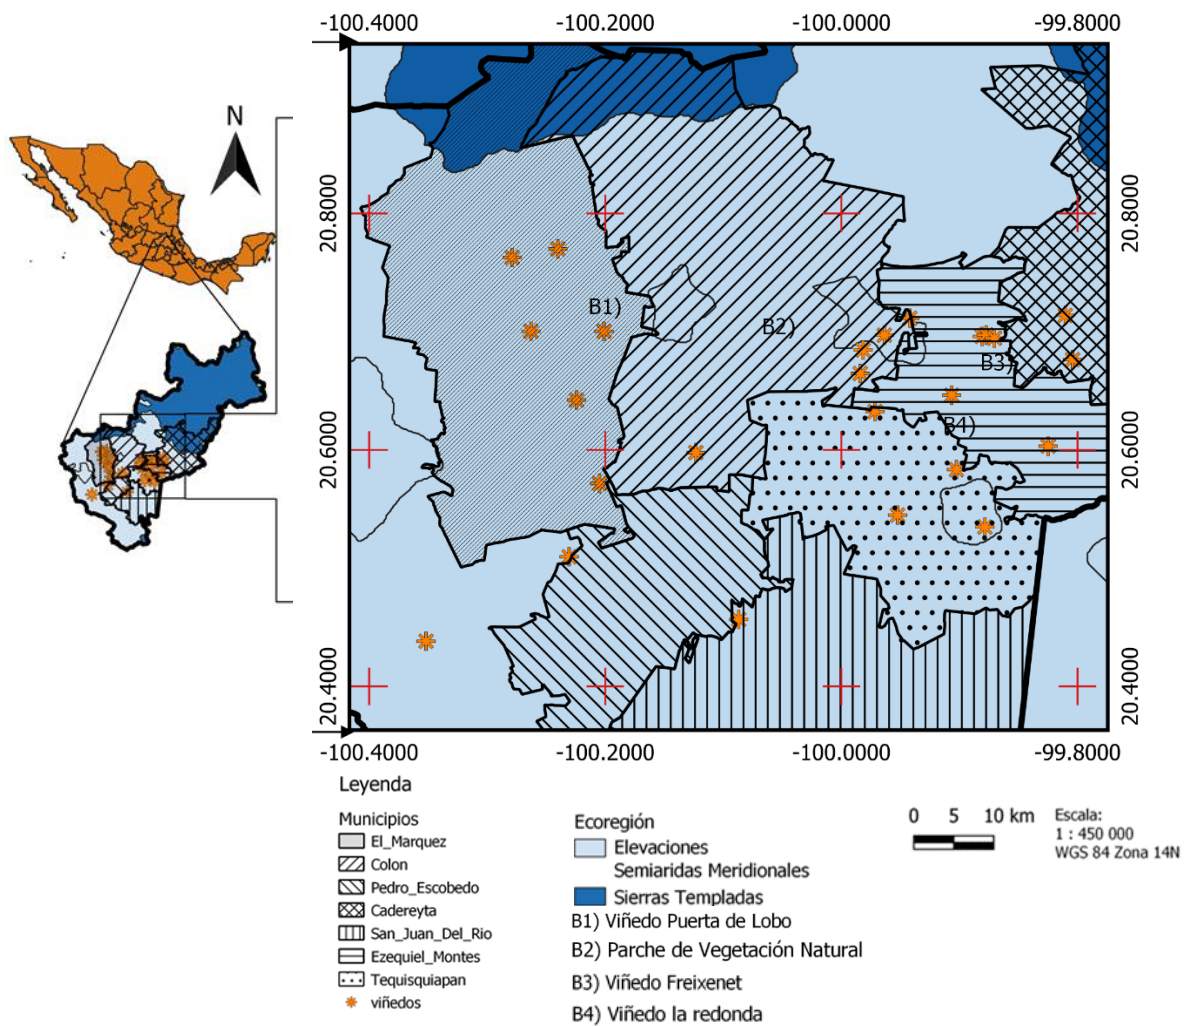 -100.4000 -100.2000 -100.0000 -99.8000
N
20.8000 20.8000
B1)
B2)
B3)
B4)
20.6000 20.6000
20.4000 20.4000
-100.4000 -100.2000 -100.0000 -99.8000
Leyenda
Municipios
El_Marquez
Colon
Pedro_Escobedo
Cadereyta
San_Juan_Del_Rio
Ezequiel_Montes
Tequisquiapan
viñedos
Ecoregión
Elevaciones
Semiaridas Meridionales
Sierras Templadas
B1) Viñedo Puerta de Lobo
B2) Parche de Vegetación Natural
B3) Viñedo Freixenet
B4) Viñedo la redonda
0 5 10 km
Escala:
1 : 450 000
WGS 84 Zona 14N